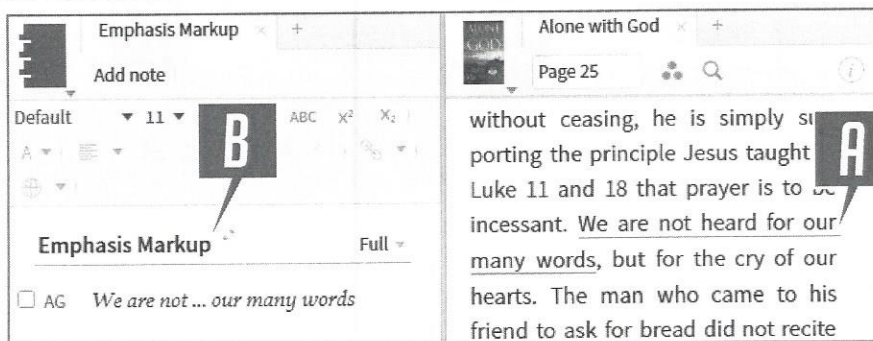 Emphasis Markup × +
Add note
Default 11 ABC X² X₂
A
B
Emphasis Markup Full
AG We are not ... our many words
ALONE
GOD
Alone with God × +
Page 25
A
without ceasing, he is simply
porting the principle Jesus taught
Luke 11 and 18 that prayer is to be
incessant. We are not heard for our
many words, but for the cry of our
hearts. The man who came to his
friend to ask for bread did not recite